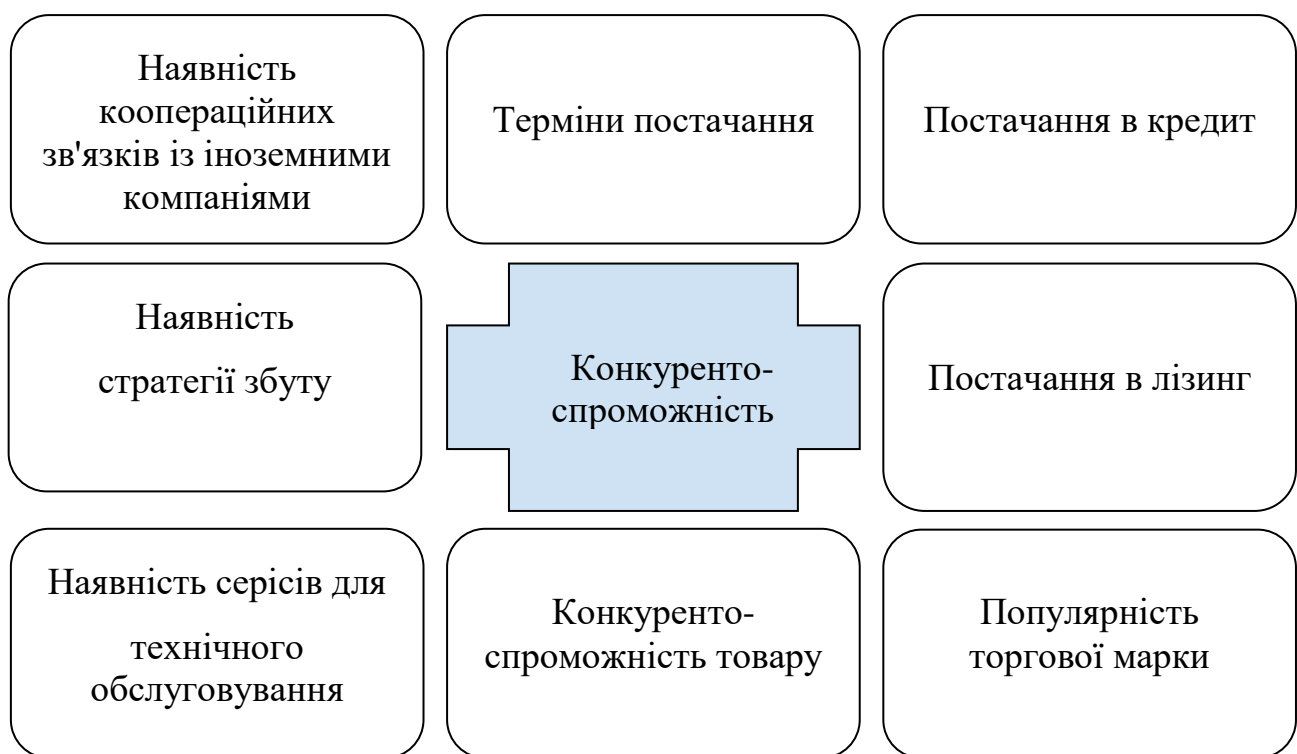 Наявність
коопераційних
зв'язків із іноземними
компаніями
Терміни постачання
Постачання в кредит
Наявність
стратегії збуту
Конкуренто-
спроможність
Постачання в лізинг
Наявність серісів для
технічного
обслуговування
Конкуренто-
спроможність товару
Популярність
торгової марки